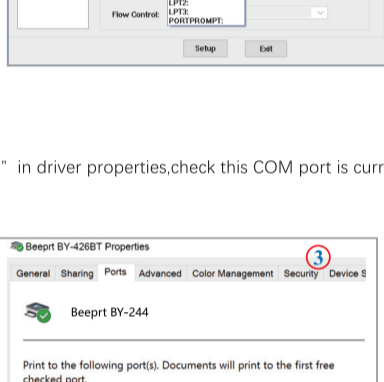 LPT2:
LPT3:
Flow Control:
PORTPROMPT:
Setup Exit
” in driver properties,check this COM port is curr
Beeprt BY-426BT Properties
3
General Sharing Ports Advanced Color Management Security Device S
Beeprt BY-244
Print to the following port(s). Documents will print to the first free
checked port.